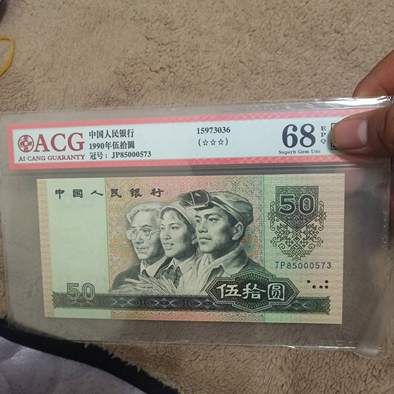 ACG
AI CANG GUARANTY
中国人民银行
1990年伍拾圆
冠号: JP85000573
15973036
(☆☆☆)
68 EPQ
Superb Gem Unc
中国人民银行
50
JP85000573
50
伍拾圆